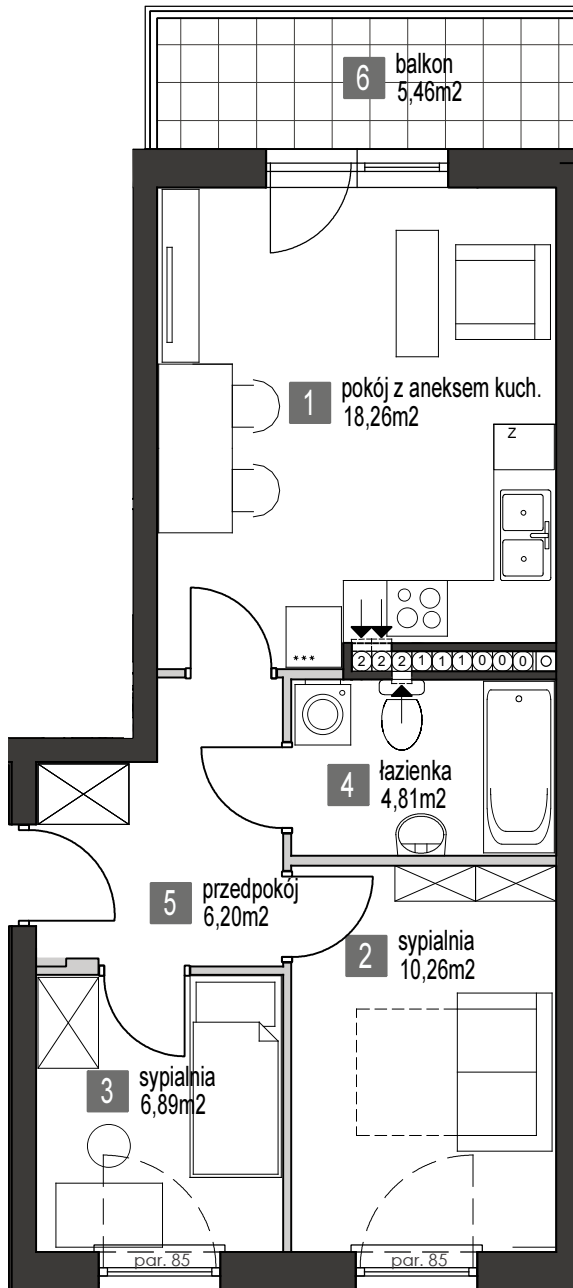 6 balkon
5,46m2
1 pokój z aneksem kuch.
18,26m2
Z
***
2 2 2 1 1 1 0 0 0 O
4 łazienka
4,81m2
5 przedpokój
6,20m2
2 sypialnia
10,26m2
3 sypialnia
6,89m2
par. 85
par. 85